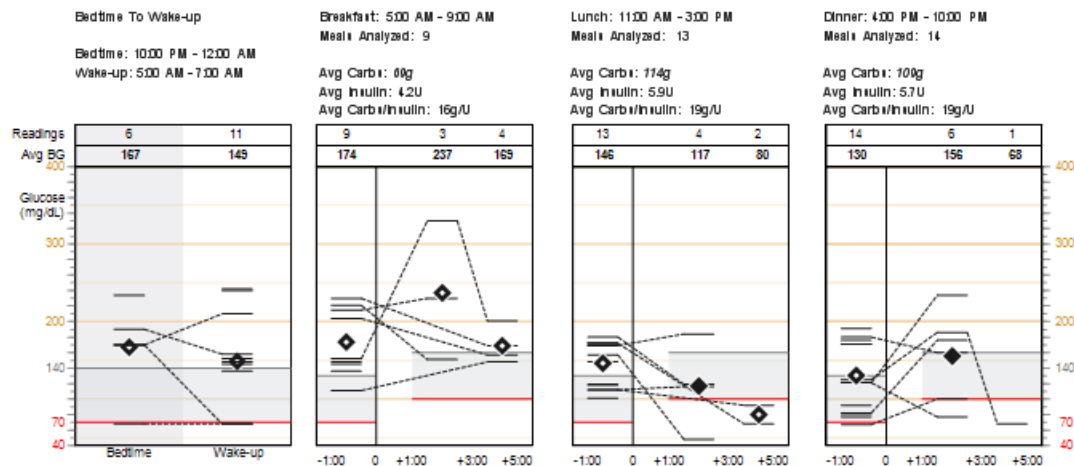 Bedtime To Wake-up
Bedtime: 10:00 PM - 12:00 AM
Wake-up: 5:00 AM - 7:00 AM
Breakfast: 5:00 AM - 9:00 AM
Meals Analyzed: 9
Avg Carbs:
Avg Insulin: 4.2U
Avg Carbs/Insulin: 16g/U
Lunch: 11:00 AM - 3:00 PM
Meals Analyzed: 13
Avg Carbs: 114g
Avg Insulin: 5.9U
Avg Carbs/Insulin: 19g/U
Dinner: 4:00 PM - 10:00 PM
Meals Analyzed: 14
Avg Carbs: 109g
Avg Insulin: 5.7U
Avg Carbs/Insulin: 19g/U
Readings 6 11 9 3 4 13 4 2 14 6 1
Avg BG 167 149 174 237 169 146 117 80 130 156 68
400 400
Glucose
(mg/dL)
300 300
200 200
140 140
70 70
40 40
Bedtime Wake-up
-1:00 0 +1:00 +3:00 +5:00 -1:00 0 +1:00 +3:00 +5:00 -1:00 0 +1:00 +3:00 +5:00